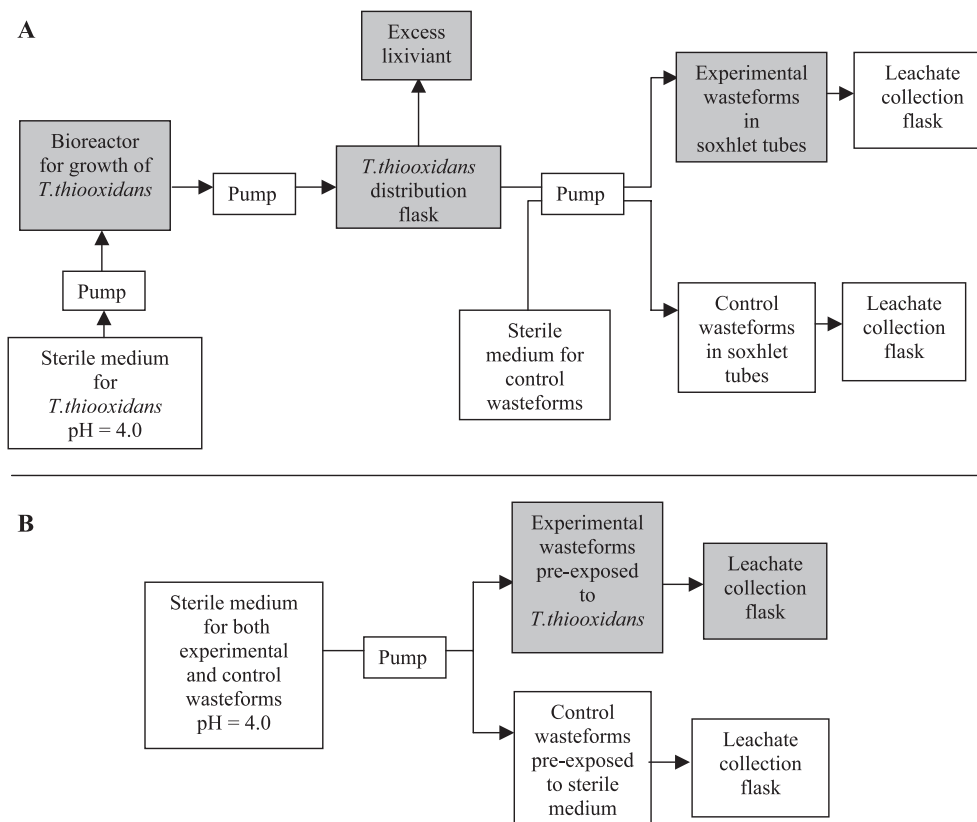 A
Excess
lixiviant
Bioreactor
for growth of
T.thiooxidans
Pump
T.thiooxidans
distribution
flask
Pump
Experimental
wasteforms
in
soxhlet tubes
Leachate
collection
flask
Pump
Sterile medium
for
T.thiooxidans
pH = 4.0
Sterile
medium for
control
wasteforms
Control
wasteforms
in soxhlet
tubes
Leachate
collection
flask
B
Sterile medium
for both
experimental
and control
wasteforms
pH = 4.0
Pump
Experimental
wasteforms
pre-exposed
to
T.thiooxidans
Leachate
collection
flask
Control
wasteforms
pre-exposed
to sterile
medium
Leachate
collection
flask